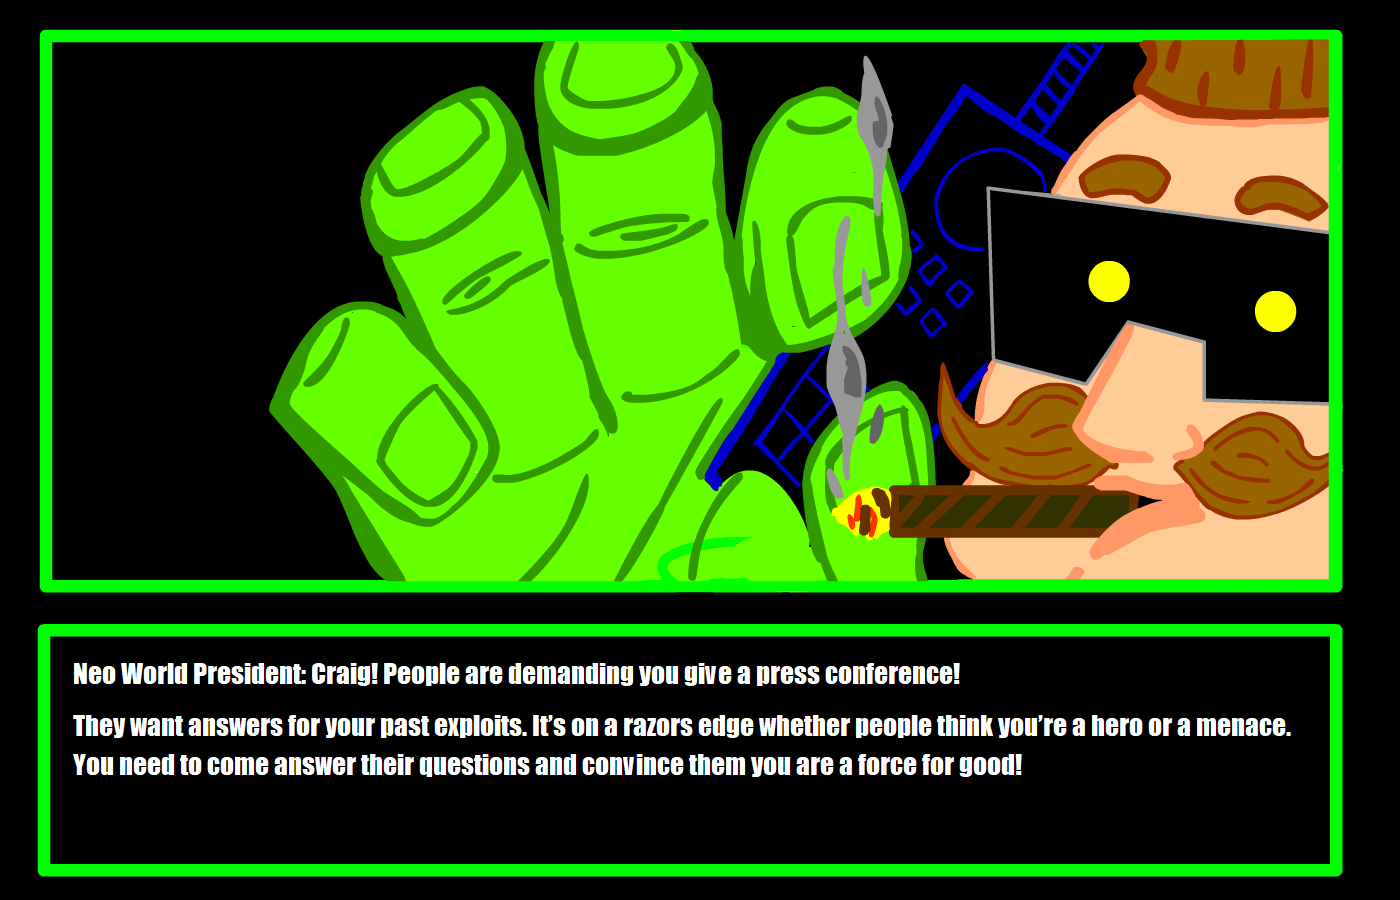 Neo World President: Craig! People are demanding you give a press conference!
They want answers for your past exploits. It’s on a razors edge whether people think you’re a hero or a menace.
You need to come answer their questions and convince them you are a force for good!